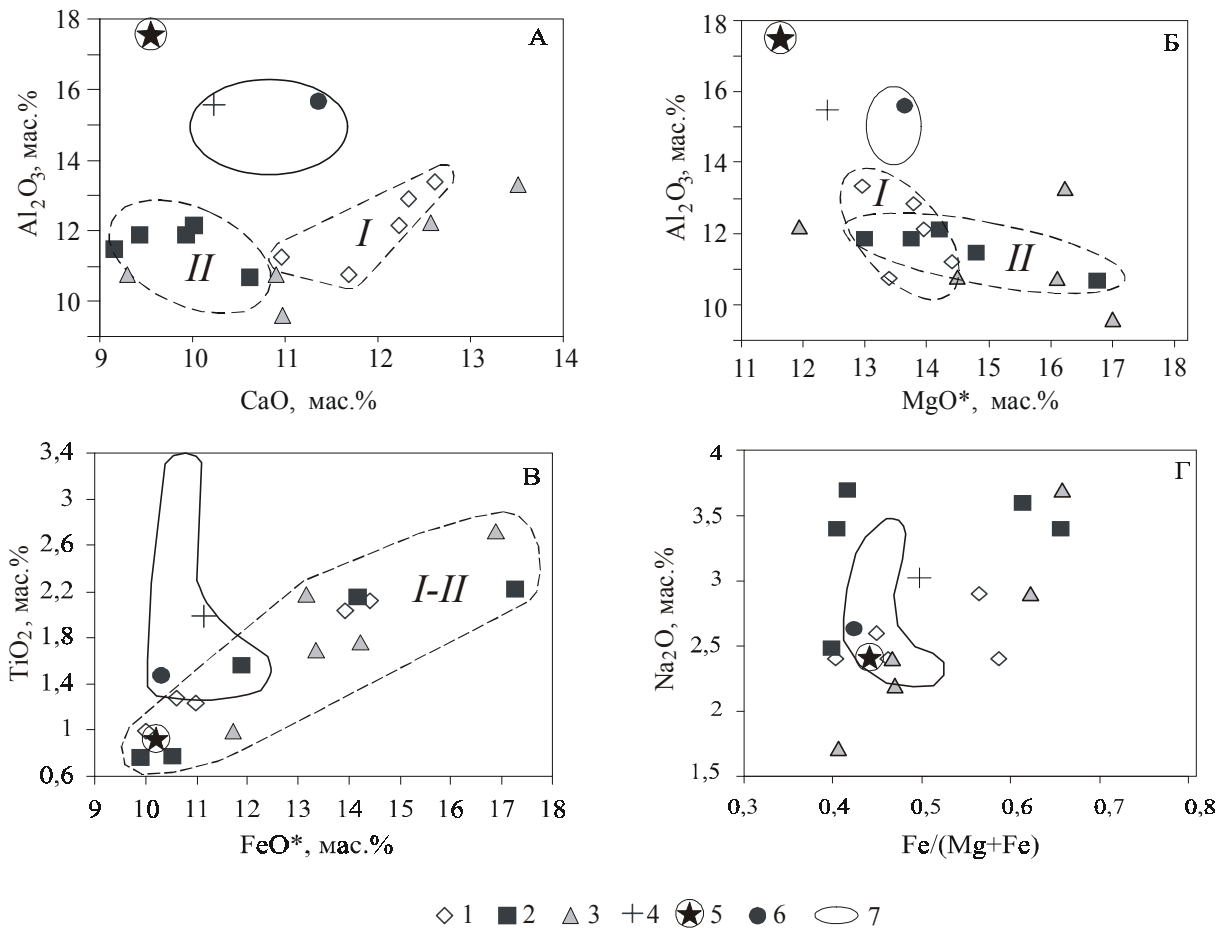 А
Al2O3, мас.%
18
16
14
12
10
I
II
9 10 11 12 13 14
CaO, мас.%
Б
Al2O3, мас.%
18
16
14
12
10
I
II
11 12 13 14 15 16 17 18
MgO*, мас.%
В
TiO2, мас.%
3,4
3
2,6
2,2
1,8
1,4
1
0,6
I-II
9 10 11 12 13 14 15 16 17 18
FeO*, мас.%
Г
Na2O, мас.%
4
3,5
3
2,5
2
1,5
0,3 0,4 0,5 0,6 0,7 0,8
Fe/(Mg+Fe)
1 2 3 4 5 6 7